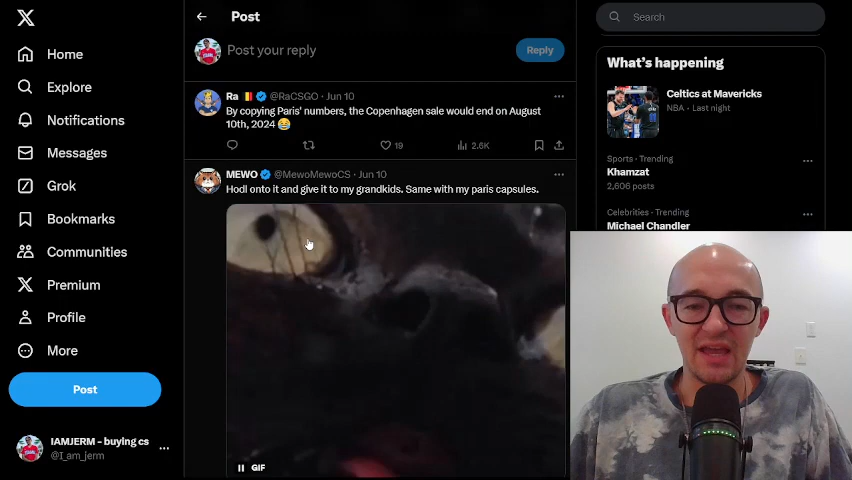 Post
Search
Home
Explore
Notifications
Messages
Grok
Bookmarks
Communities
Premium
Profile
More
Post
IAMJERM - buying cs
@I_am_jerm
Post your reply
Reply
Ra @RaCSGO · Jun 10
By copying Paris' numbers, the Copenhagen sale would end on August
10th, 2024 😂
19
2.6K
MEWO @MewoMewoCS · Jun 10
Hodl onto it and give it to my grandkids. Same with my paris capsules.
GIF
What's happening
Celtics at Mavericks
NBA · Last night
Sports · Trending
Khamzat
2,606 posts
Celebrities · Trending
Michael Chandler